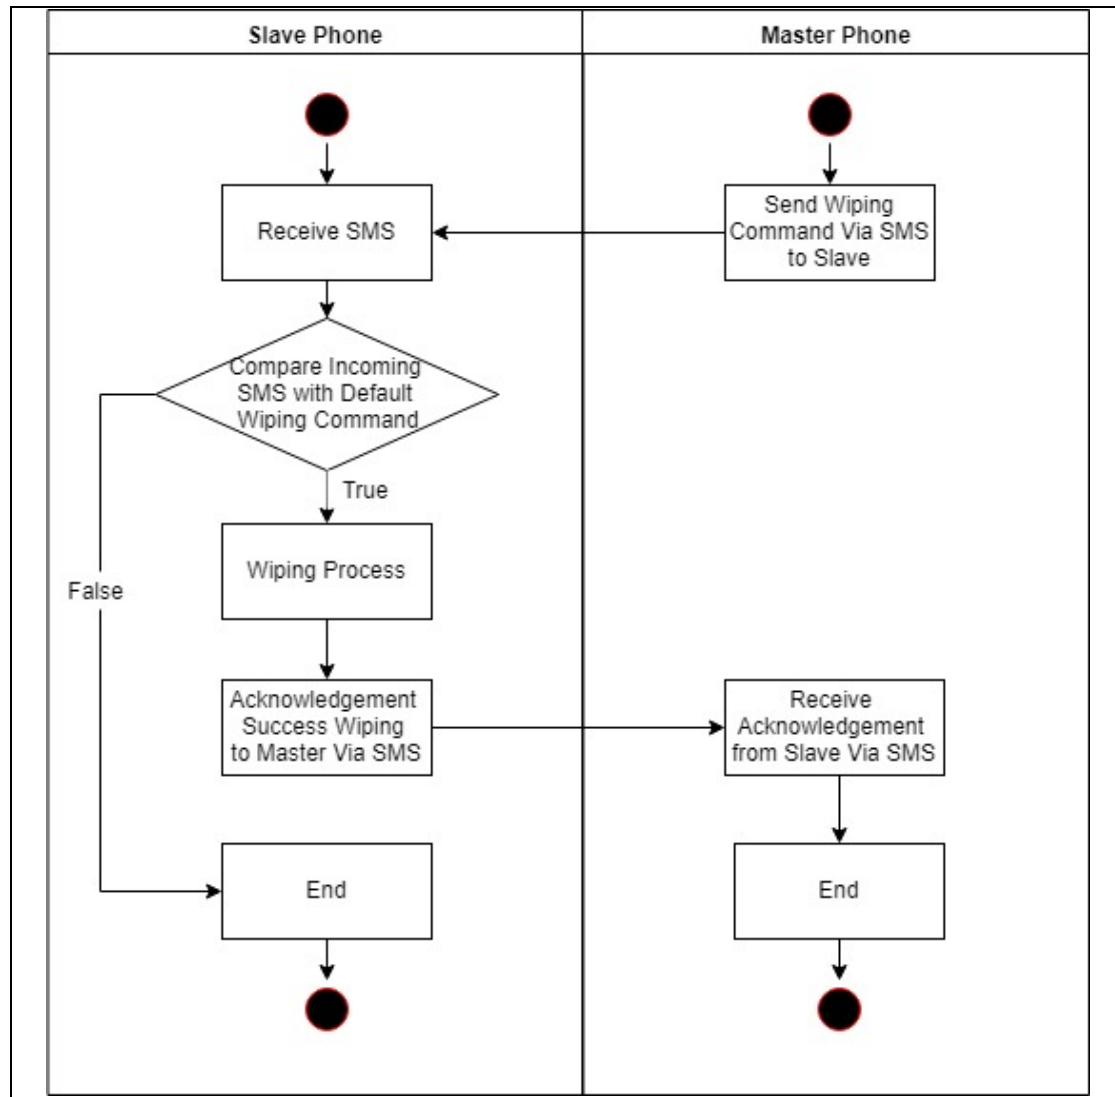 Slave Phone
Master Phone
Receive SMS
Send Wiping
Command Via SMS
to Slave
Compare Incoming
SMS with Default
Wiping Command
True
Wiping Process
False
Acknowledgement
Success Wiping
to Master Via SMS
Receive
Acknowledgement
from Slave Via SMS
End
End